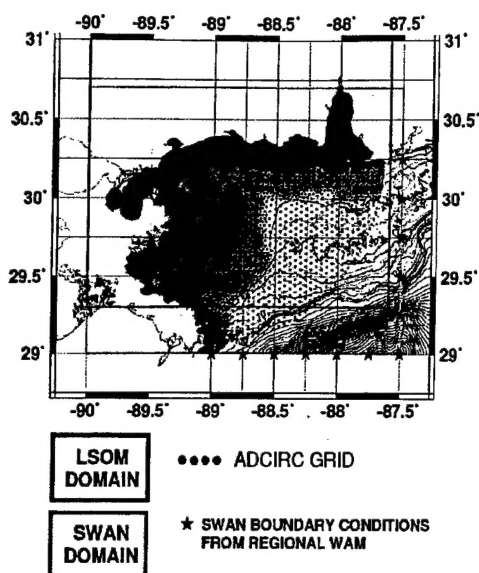 -90˚ -89.5˚ -89˚ -88.5˚ -88˚ -87.5˚
31˚ 31˚
30.5˚ 30.5˚
30˚ 30˚
29.5˚ 29.5˚
29˚ 29˚
-90˚ -89.5˚ -89˚ -88.5˚ -88˚ -87.5˚
LSOM
DOMAIN
ADCIRC GRID
SWAN
DOMAIN
SWAN BOUNDARY CONDITIONS
FROM REGIONAL WAM